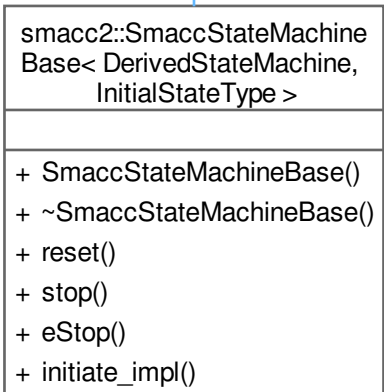 smacc2::SmaccStateMachine
Base< DerivedStateMachine,
InitialStateType >
+ SmaccStateMachineBase()
+ ~SmaccStateMachineBase()
+ reset()
+ stop()
+ eStop()
+ initiate_impl()